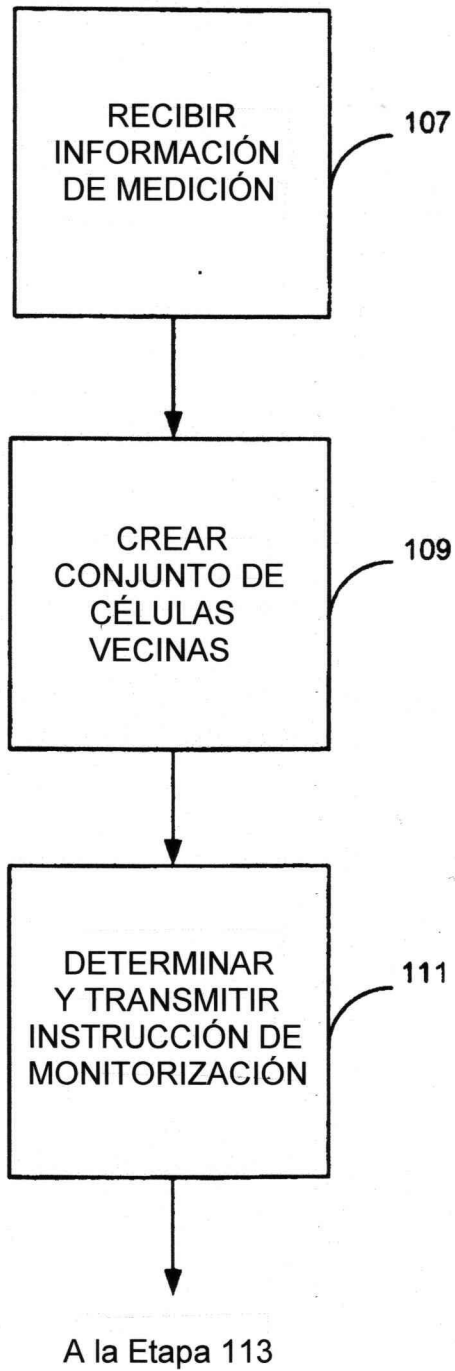 RECIBIR
INFORMACIÓN
DE MEDICIÓN
107
CREAR
CONJUNTO DE
CÉLULAS
VECINAS
109
DETERMINAR
Y TRANSMITIR
INSTRUCCIÓN DE
MONITORIZACIÓN
111
A la Etapa 113